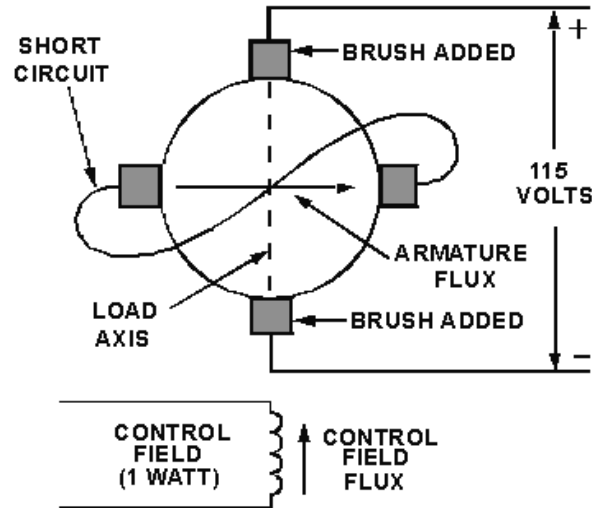 SHORT
CIRCUIT
BRUSH ADDED
+
115
VOLTS
ARMATURE
FLUX
LOAD
AXIS
BRUSH ADDED
−
CONTROL
FIELD
(1 WATT)
CONTROL
FIELD
FLUX